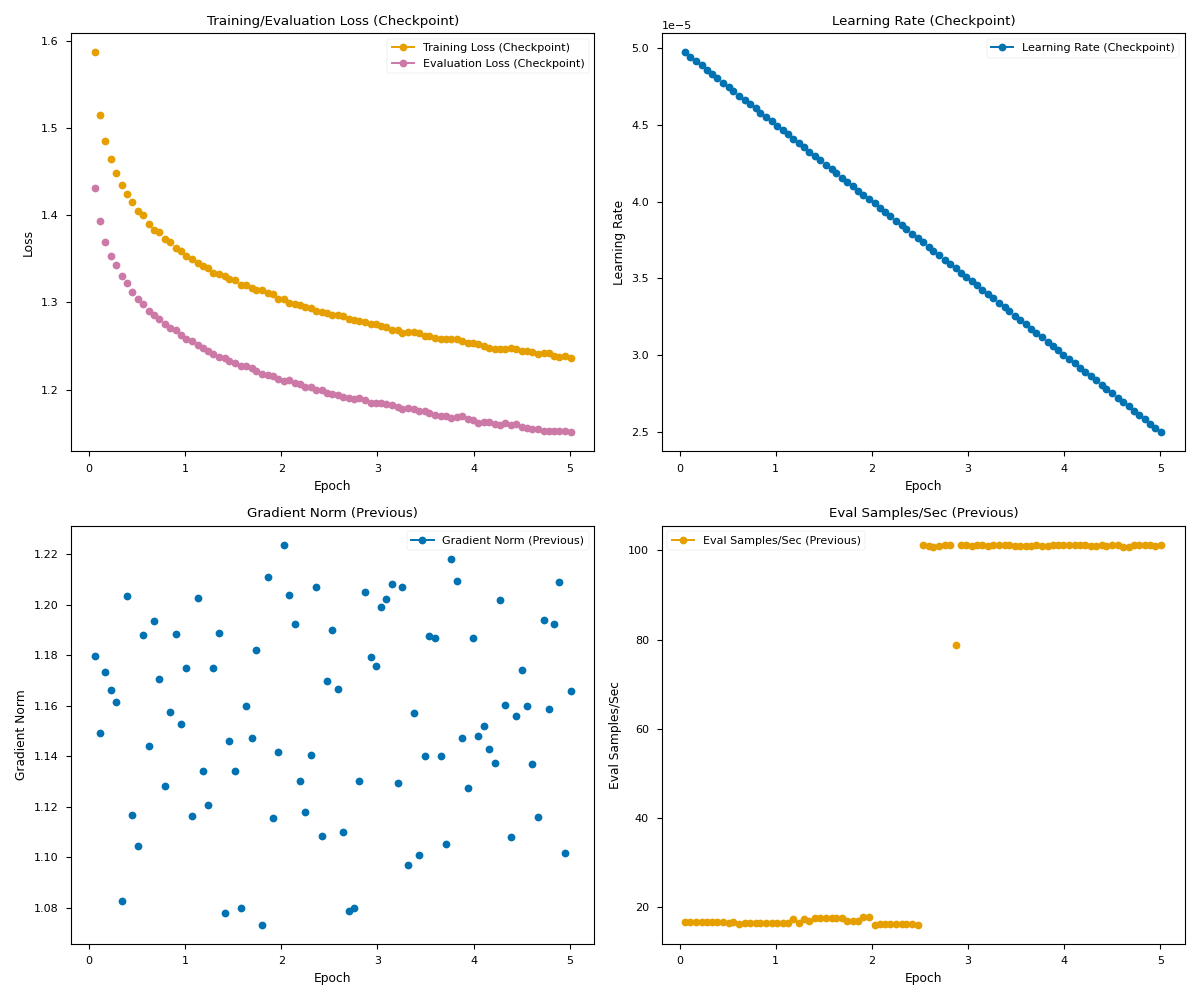 Training/Evaluation Loss (Checkpoint)
Training Loss (Checkpoint)
Evaluation Loss (Checkpoint)
Loss
1.6
1.5
1.4
1.3
1.2
0 1 2 3 4 5
Epoch
Learning Rate (Checkpoint)
1e−5
Learning Rate (Checkpoint)
Learning Rate
5.0
4.5
4.0
3.5
3.0
2.5
0 1 2 3 4 5
Epoch
Gradient Norm (Previous)
Gradient Norm (Previous)
Gradient Norm
1.22
1.20
1.18
1.16
1.14
1.12
1.10
1.08
0 1 2 3 4 5
Epoch
Eval Samples/Sec (Previous)
Eval Samples/Sec (Previous)
Eval Samples/Sec
100
80
60
40
20
0 1 2 3 4 5
Epoch